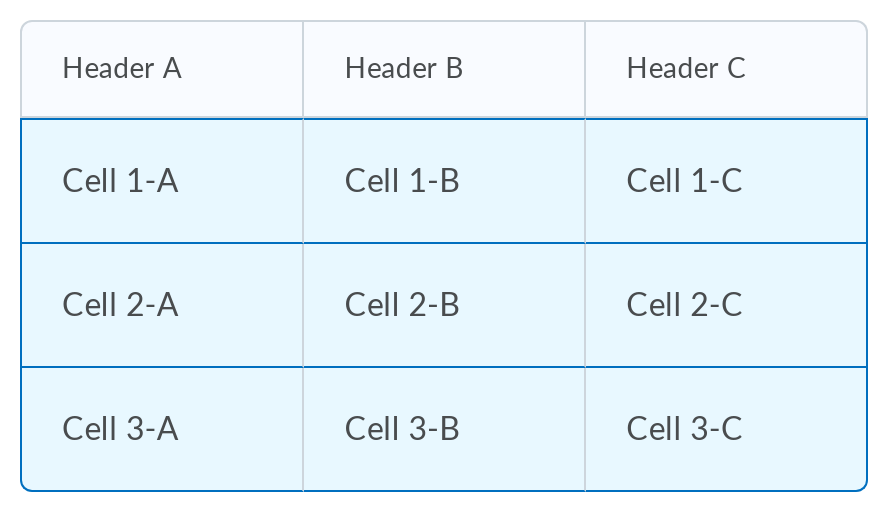 Header A Header B Header C
Cell 1-A Cell 1-B Cell 1-C
Cell 2-A Cell 2-B Cell 2-C
Cell 3-A Cell 3-B Cell 3-C